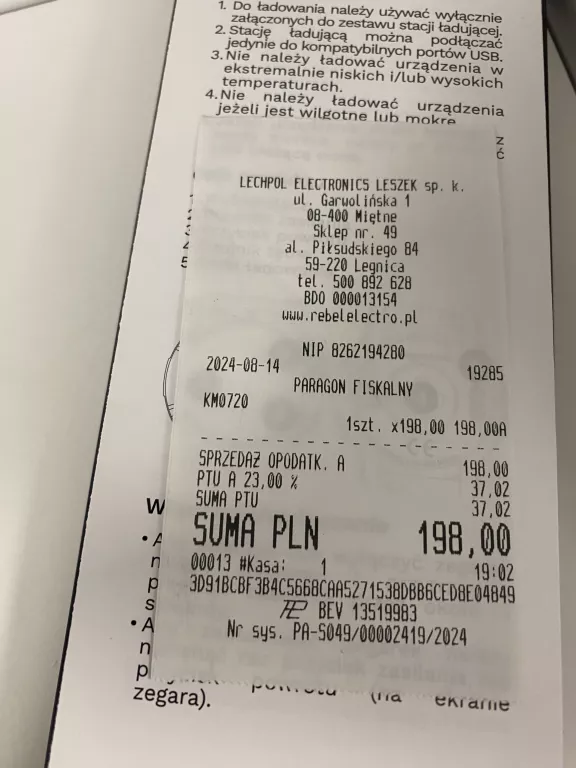 1. Do ładowania należy używać wyłącznie
załączonych do zestawu stacji ładującej.
2. Stację ładującą można podłączać
jedynie do kompatybilnych portów USB.
3. Nie należy ładować urządzenia w
ekstremalnie niskich i/lub wysokich
temperaturach.
4. Nie należy ładować urządzenia
jeżeli jest wilgotne lub mokre
LECHPOL ELECTRONICS LESZEK sp. k.
ul. Garwolińska 1
08-400 Miętne
Sklep nr. 49
al. Piłsudskiego 84
59-220 Legnica
tel. 500 892 628
BDO 000013154
www.rebelelectro.pl
NIP 8262194280
2024-08-14 19285
PARAGON FISKALNY
KM0720
1szt. x198,00 198,00A
SPRZEDAŻ OPODATK. A 198,00
PTU A 23,00 % 37,02
SUMA PTU 37,02
SUMA PLN 198,00
00013 #Kasa: 1 19:02
3D91BCBF3B4C5668CAA5271538DBB6CED8E04849
BEV 13519983
Nr sys. PA-S049/00002419/2024
(na ekranie
zegara).